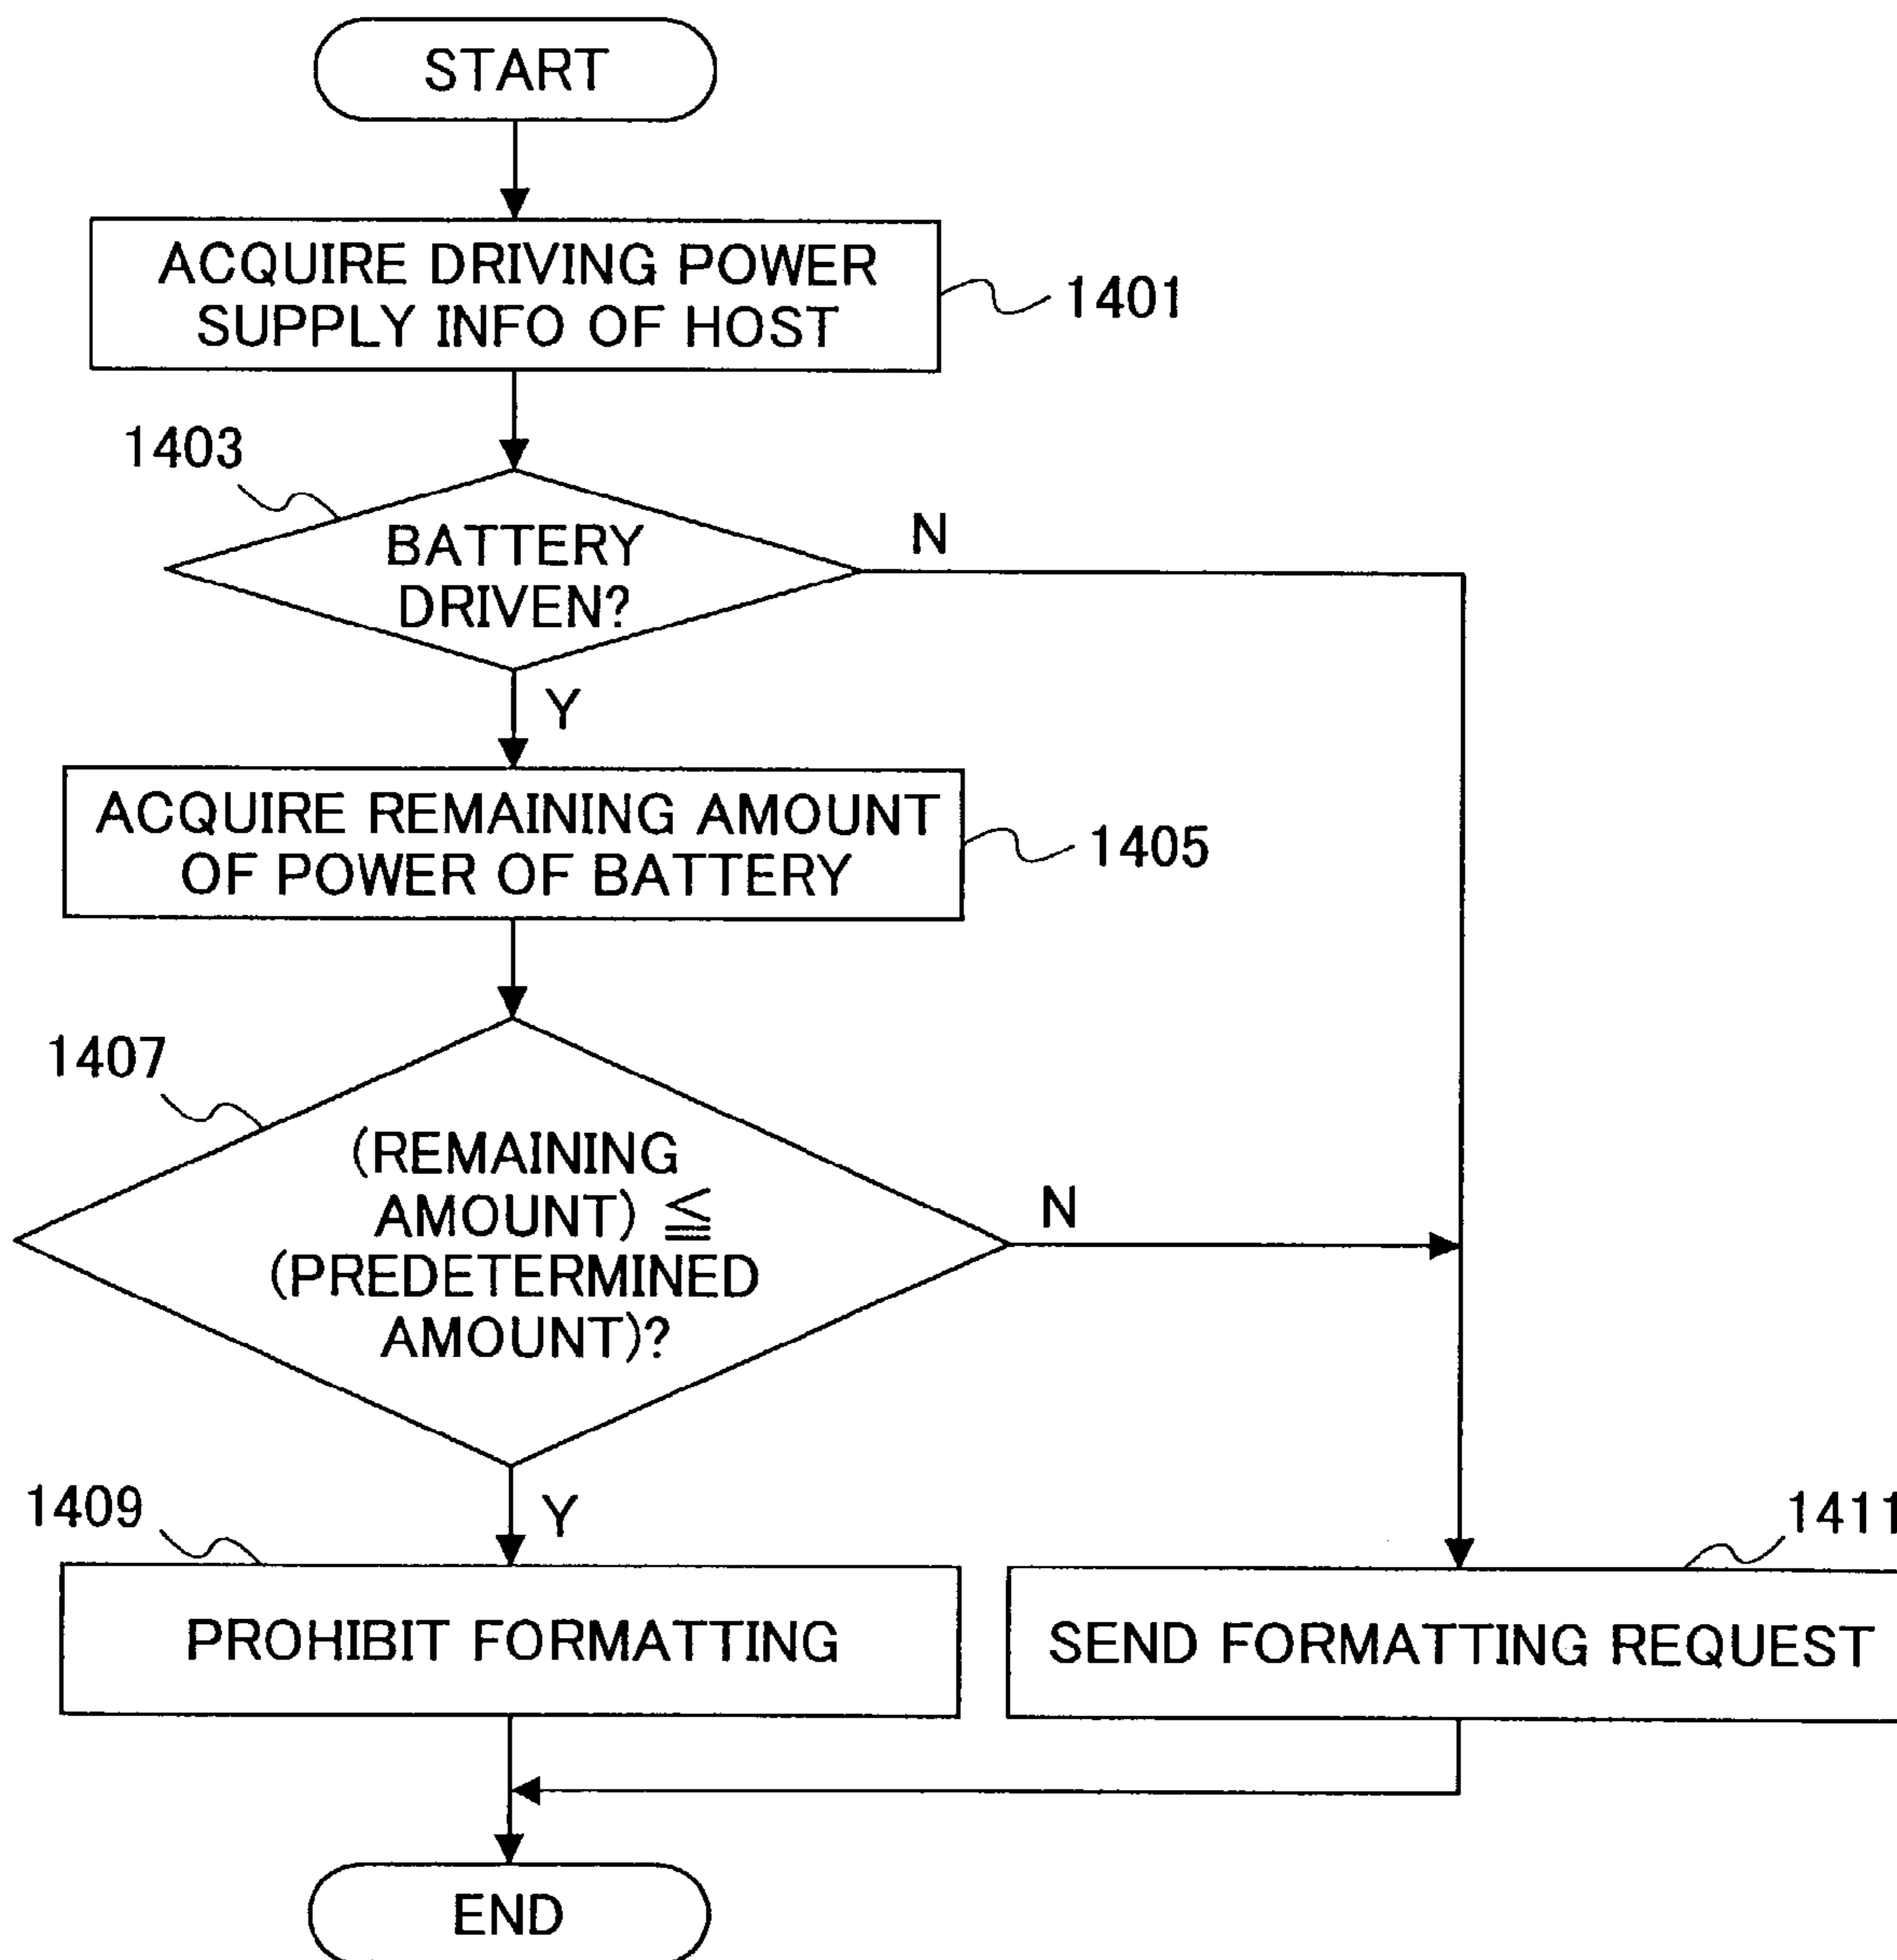 START
ACQUIRE DRIVING POWER
SUPPLY INFO OF HOST
1401
1403
BATTERY
DRIVEN?
N
Y
ACQUIRE REMAINING AMOUNT
OF POWER OF BATTERY
1405
1407
(REMAINING
AMOUNT) ≦
(PREDETERMINED
AMOUNT)?
N
Y
1409
PROHIBIT FORMATTING
1411
SEND FORMATTING REQUEST
END